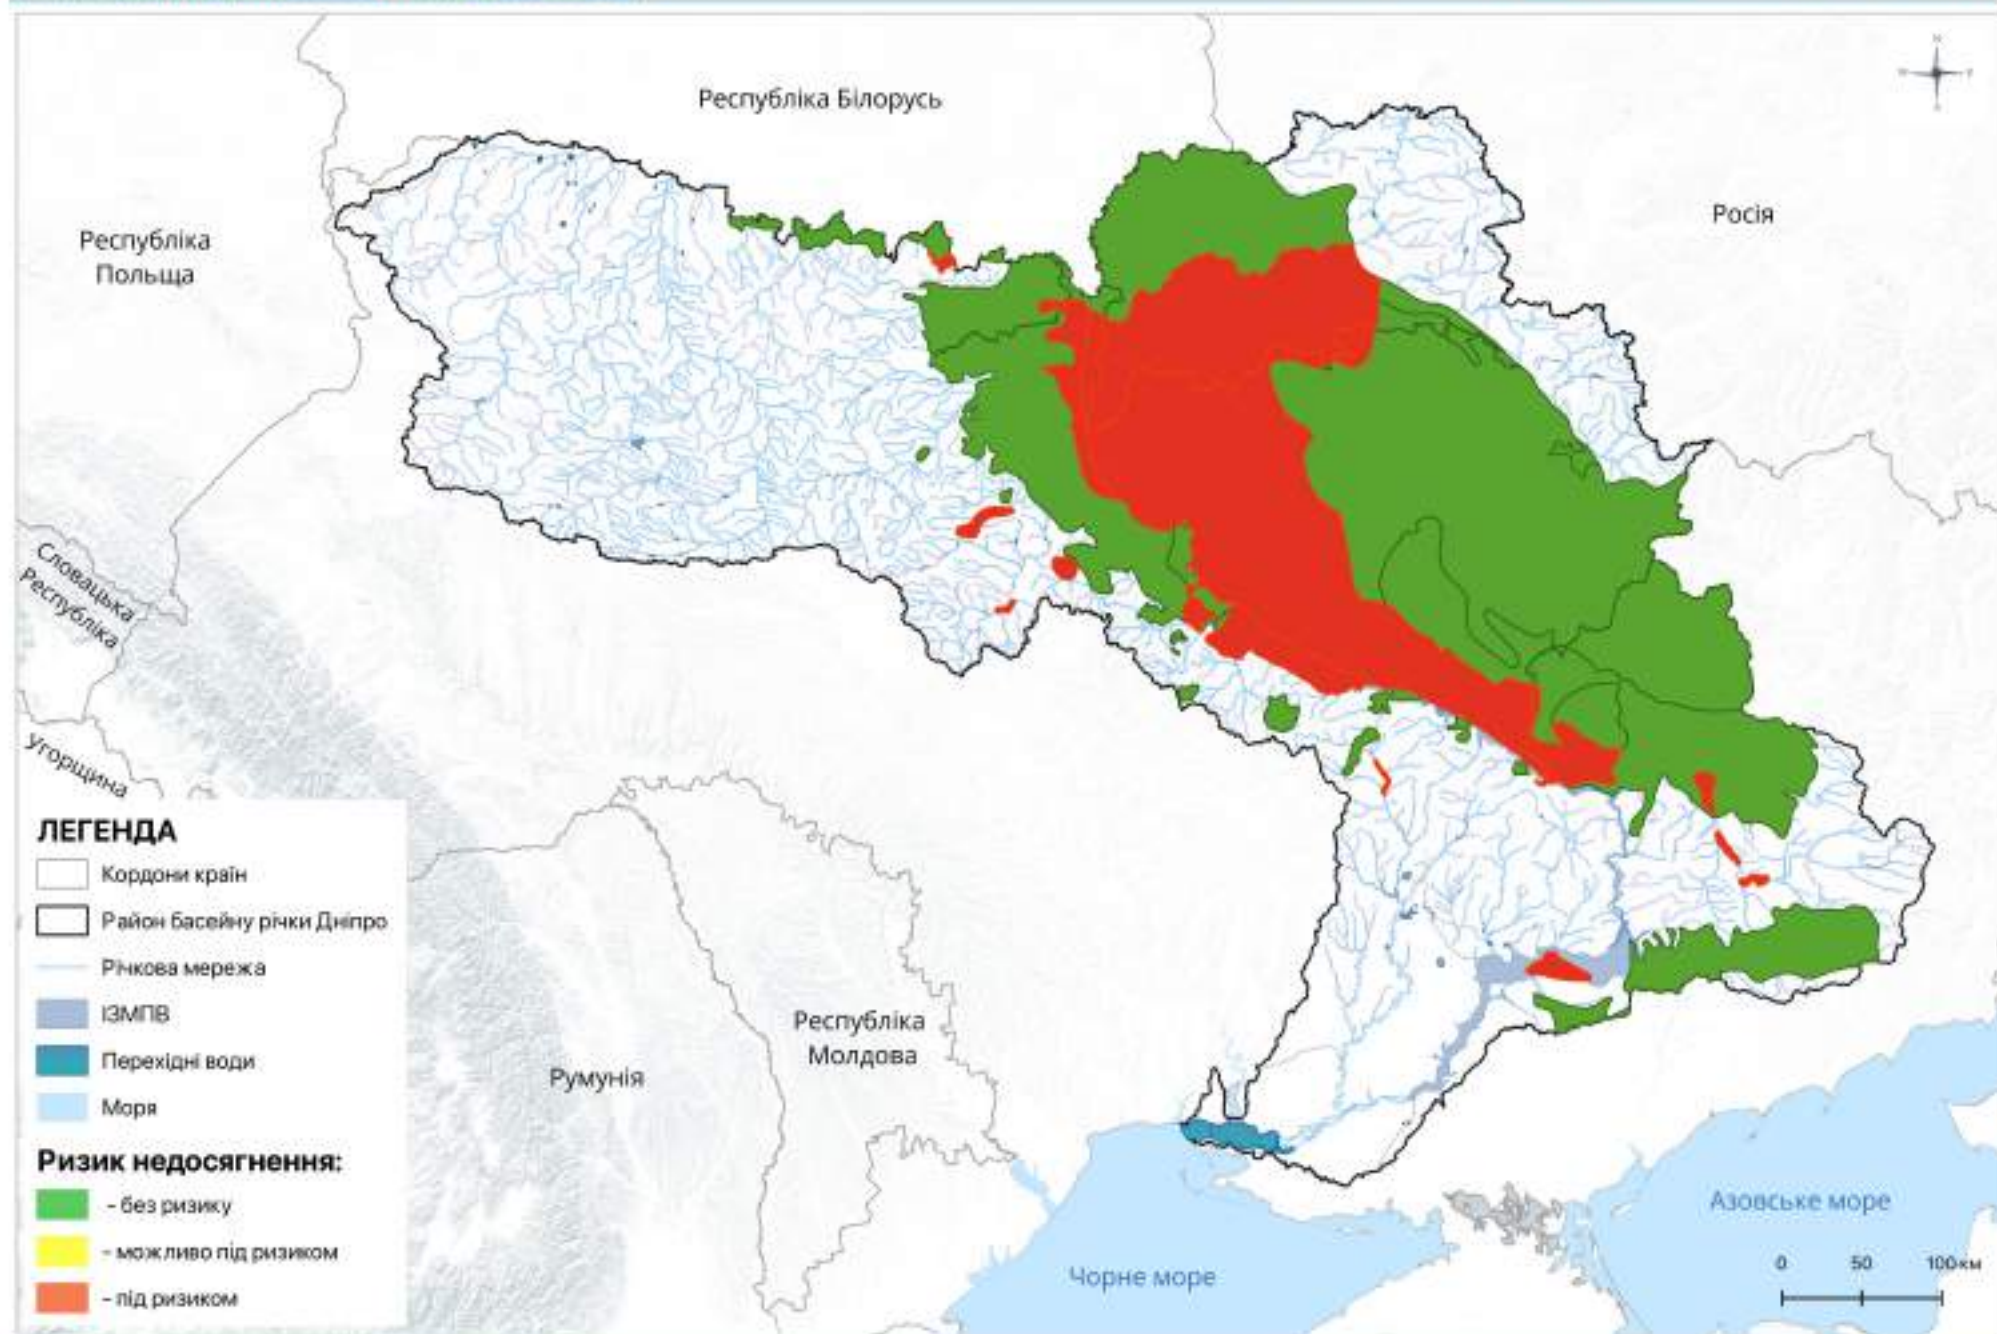 Республіка Білорусь
Росія
Республіка
Польща
Словацька
Республіка
Угорщина
ЛЕГЕНДА
Кордони країн
Район басейну річки Дніпро
Річкова мережа
ІЗМПВ
Перехідні води
Моря
Ризик недосягнення:
- без ризику
- можливо під ризиком
- під ризиком
Румунія
Республіка
Молдова
Чорне море
Азовське море
0 50 100 км